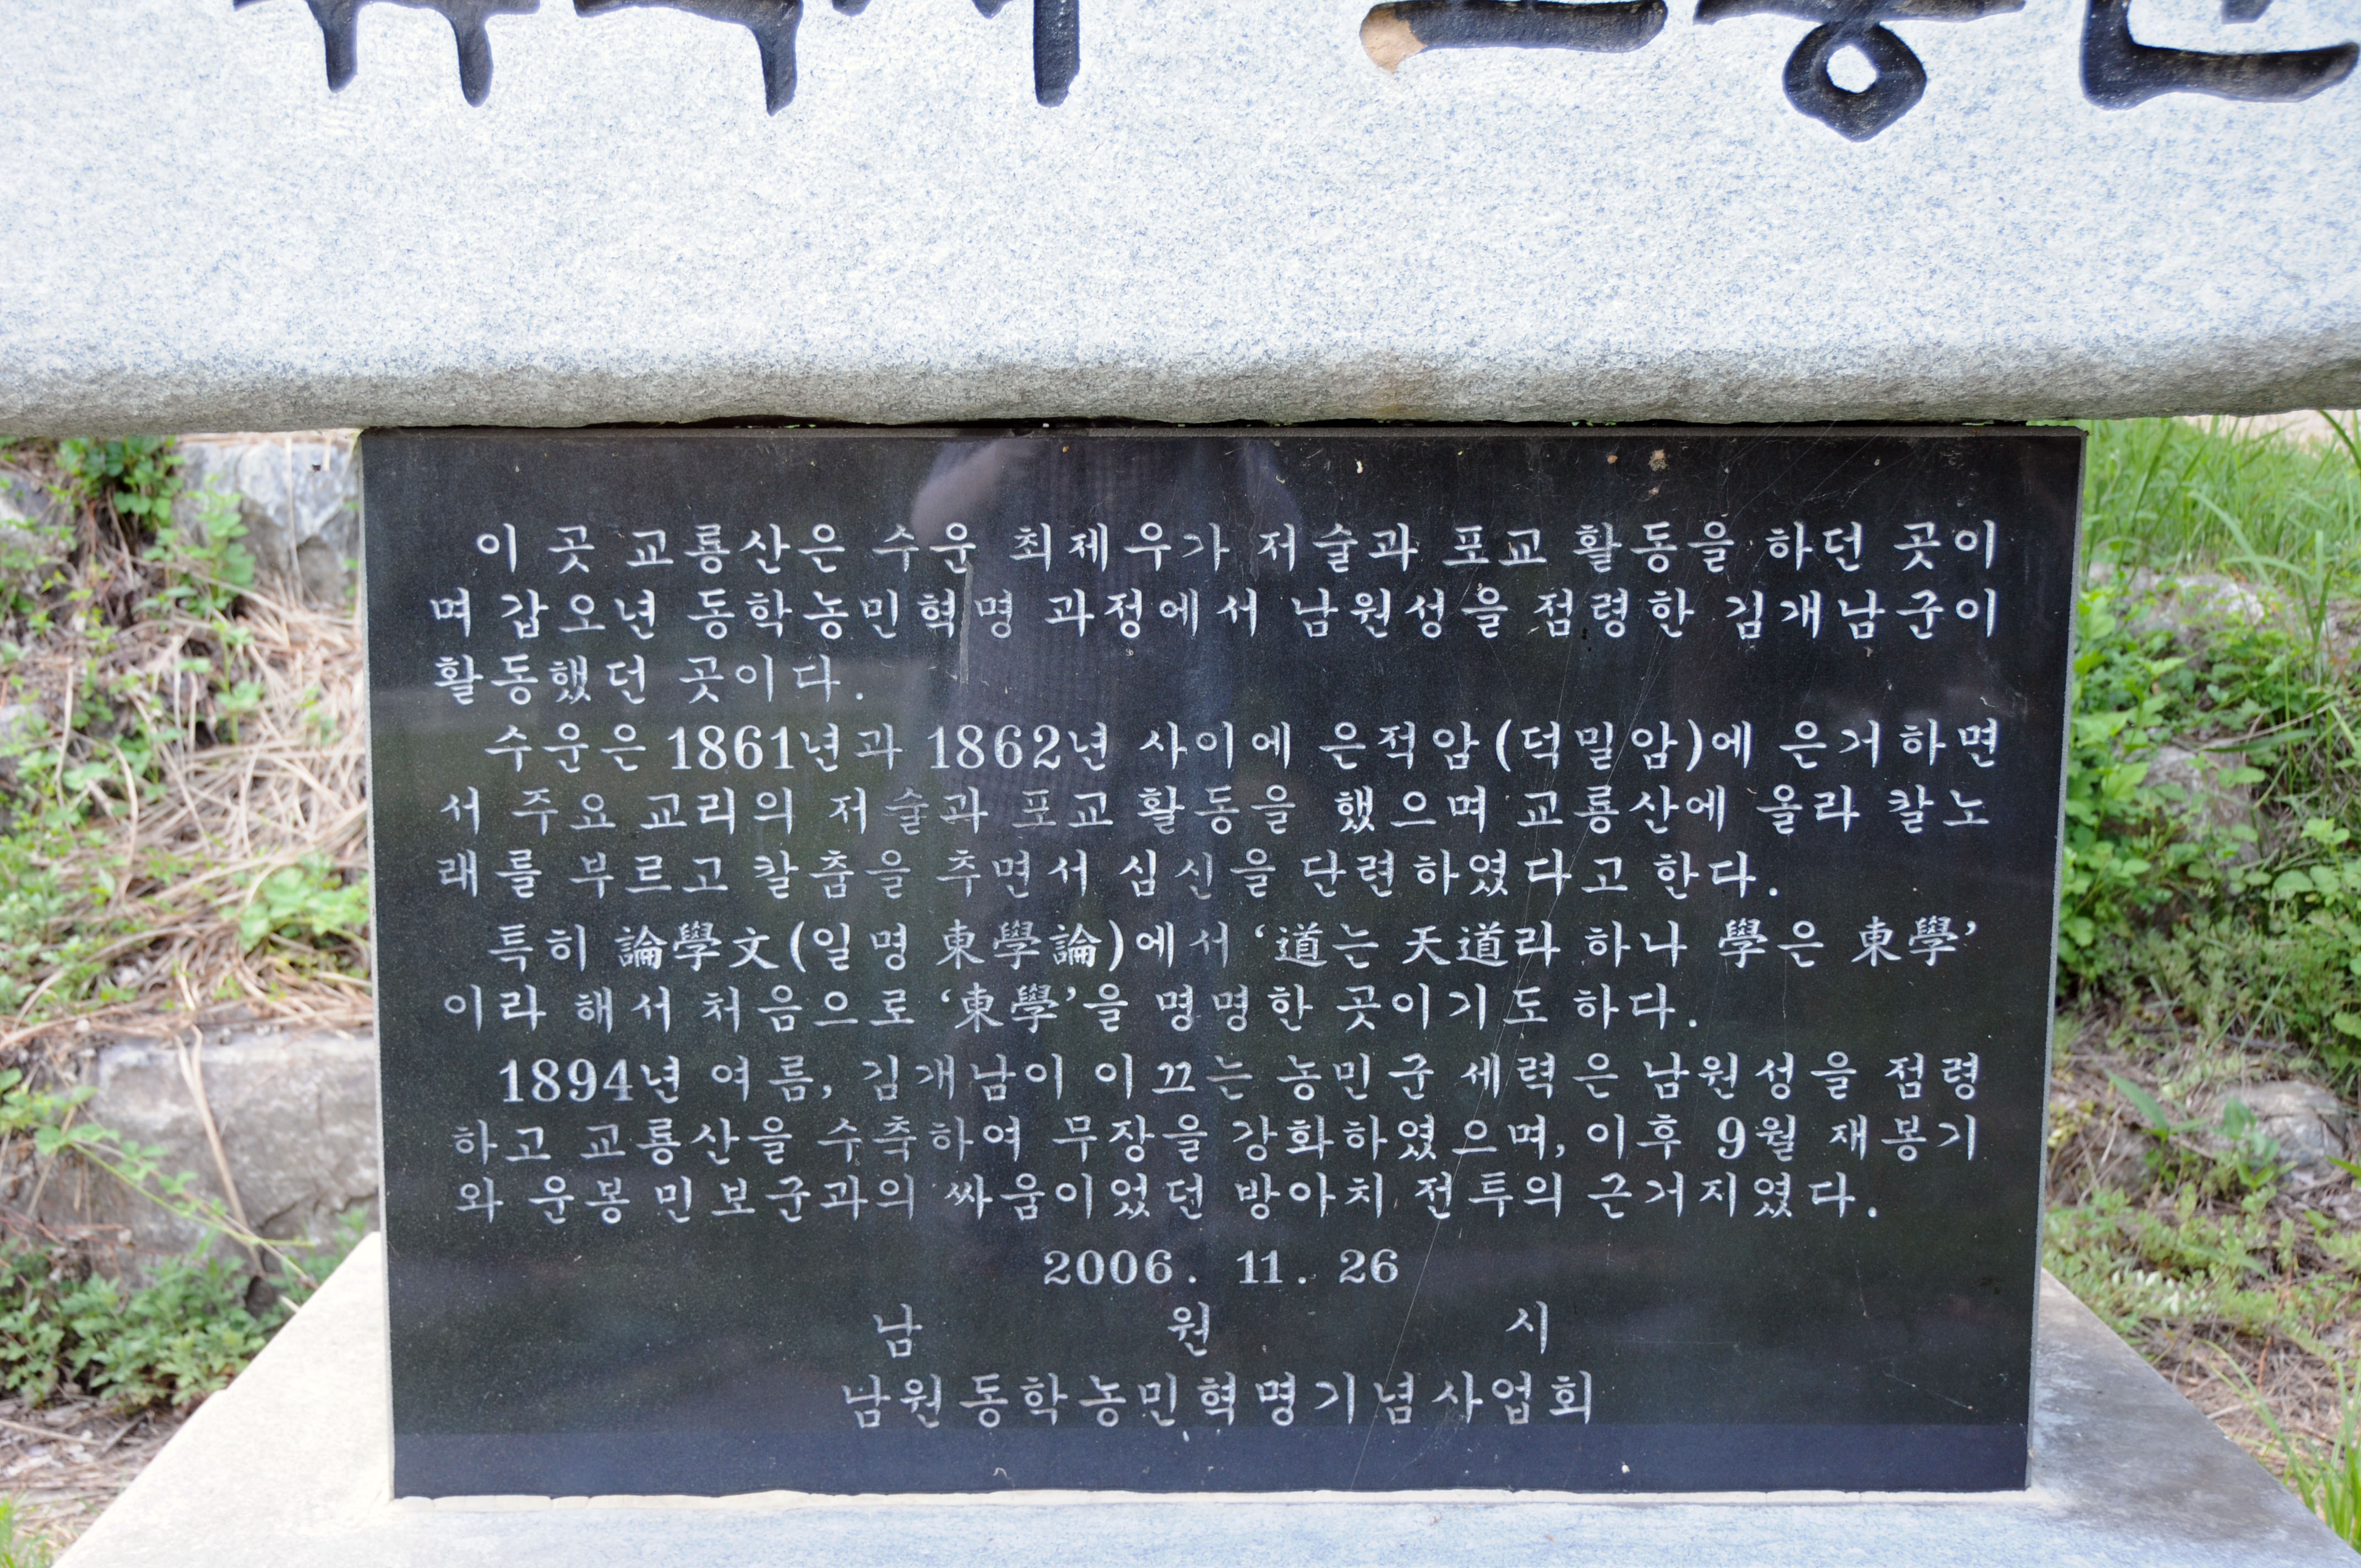 이 곳 교룡산은 수운 최제우가 저술과 포교 활동을 하던 곳이
며 갑오년 동학농민혁명 과정에서 남원성을 점령한 김개남군이
활동했던 곳이다.
수운은 1861년과 1862년 사이에 은적암(덕밀암)에 은거하면
서 주요 교리의 저술과 포교 활동을 했으며 교룡산에 올라 칼노
래를 부르고 칼춤을 추면서 심신을 단련하였다고 한다.
특히 論學文(일명 東學論)에서 ‘道는 天道라 하나 學은 東學’
이라 해서 처음으로 ‘東學’을 명명한 곳이기도 하다.
1894년 여름, 김개남이 이끄는 농민군 세력은 남원성을 점령
하고 교룡산을 수축하여 무장을 강화하였으며, 이후 9월 재봉기
와 운봉 민보군과의 싸움이었던 방아치 전투의 근거지였다.
2006. 11. 26
남 원 시
남원동학농민혁명기념사업회